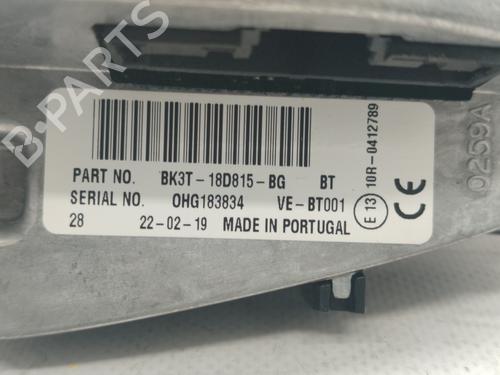 PART NO. BK3T-18D815-BG BT
SERIAL NO. OHG183834 VE-BT001
28 22-02-19 MADE IN PORTUGAL
E 13 10R-0412789
CE
0259A
B-PARTS